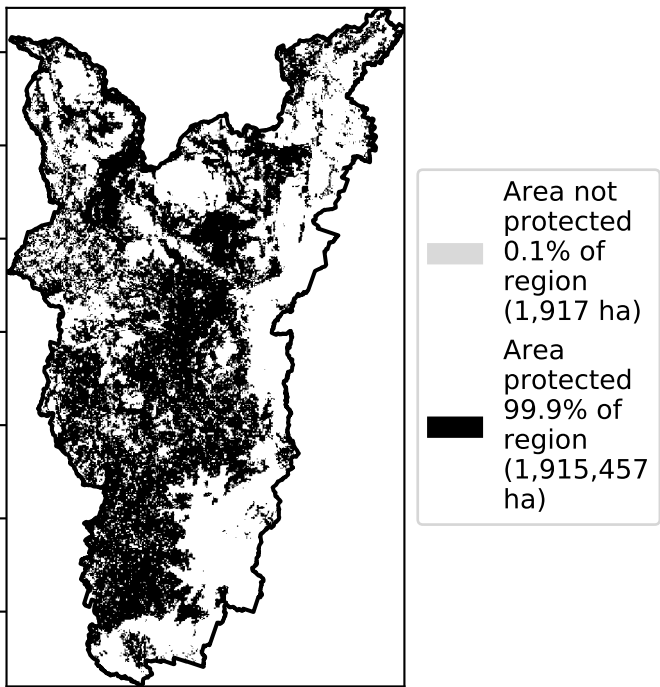 Area not
protected
0.1% of
region
(1,917 ha)
Area
protected
99.9% of
region
(1,915,457
ha)